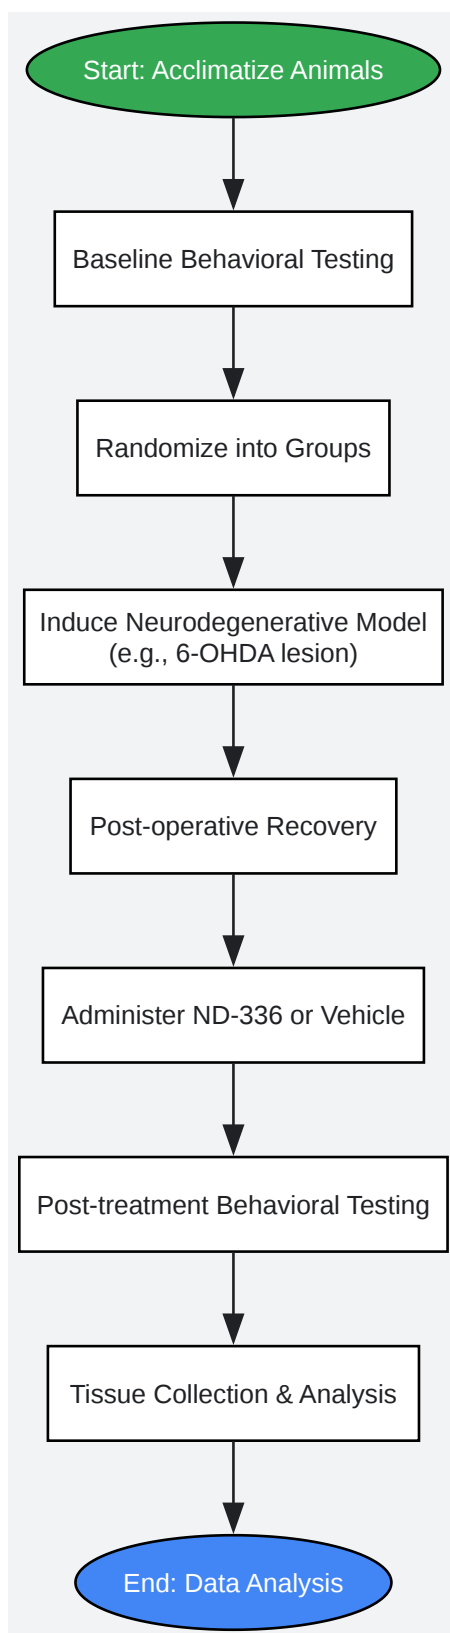 Start: Acclimatize Animals
Baseline Behavioral Testing
Randomize into Groups
Induce Neurodegenerative Model
(e.g., 6-OHDA lesion)
Post-operative Recovery
Administer ND-336 or Vehicle
Post-treatment Behavioral Testing
Tissue Collection & Analysis
End: Data Analysis